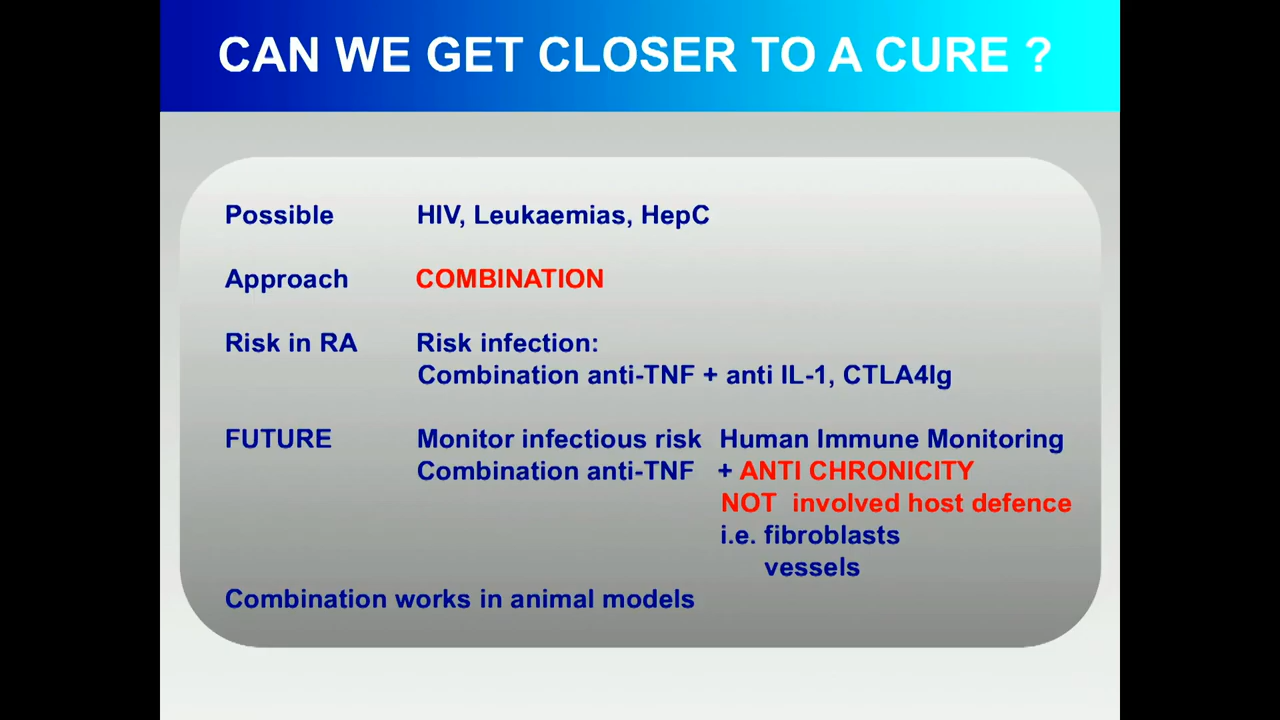 CAN WE GET CLOSER TO A CURE ?
Possible HIV, Leukaemias, HepC
Approach COMBINATION
Risk in RA Risk infection:
Combination anti-TNF + anti IL-1, CTLA4Ig
FUTURE Monitor infectious risk Human Immune Monitoring
Combination anti-TNF + ANTI CHRONICITY
NOT involved host defence
i.e. fibroblasts
vessels
Combination works in animal models